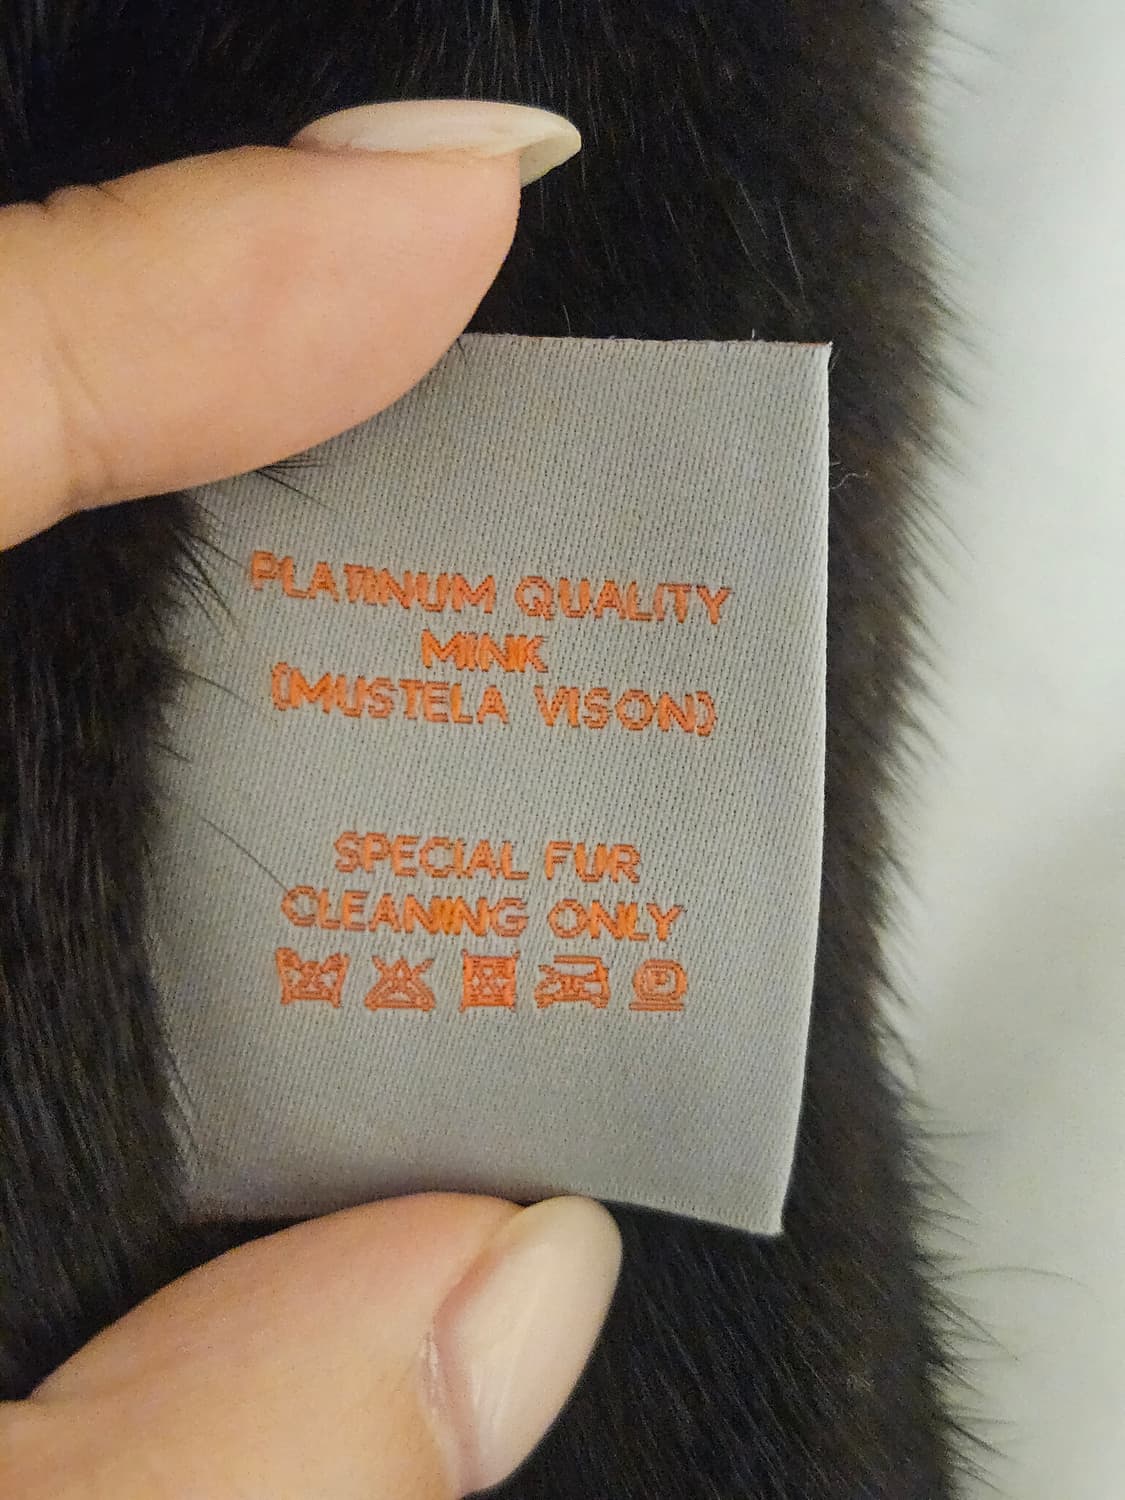 PLATINUM QUALITY
MINK
(MUSTELA VISON)
SPECIAL FUR
CLEANING ONLY